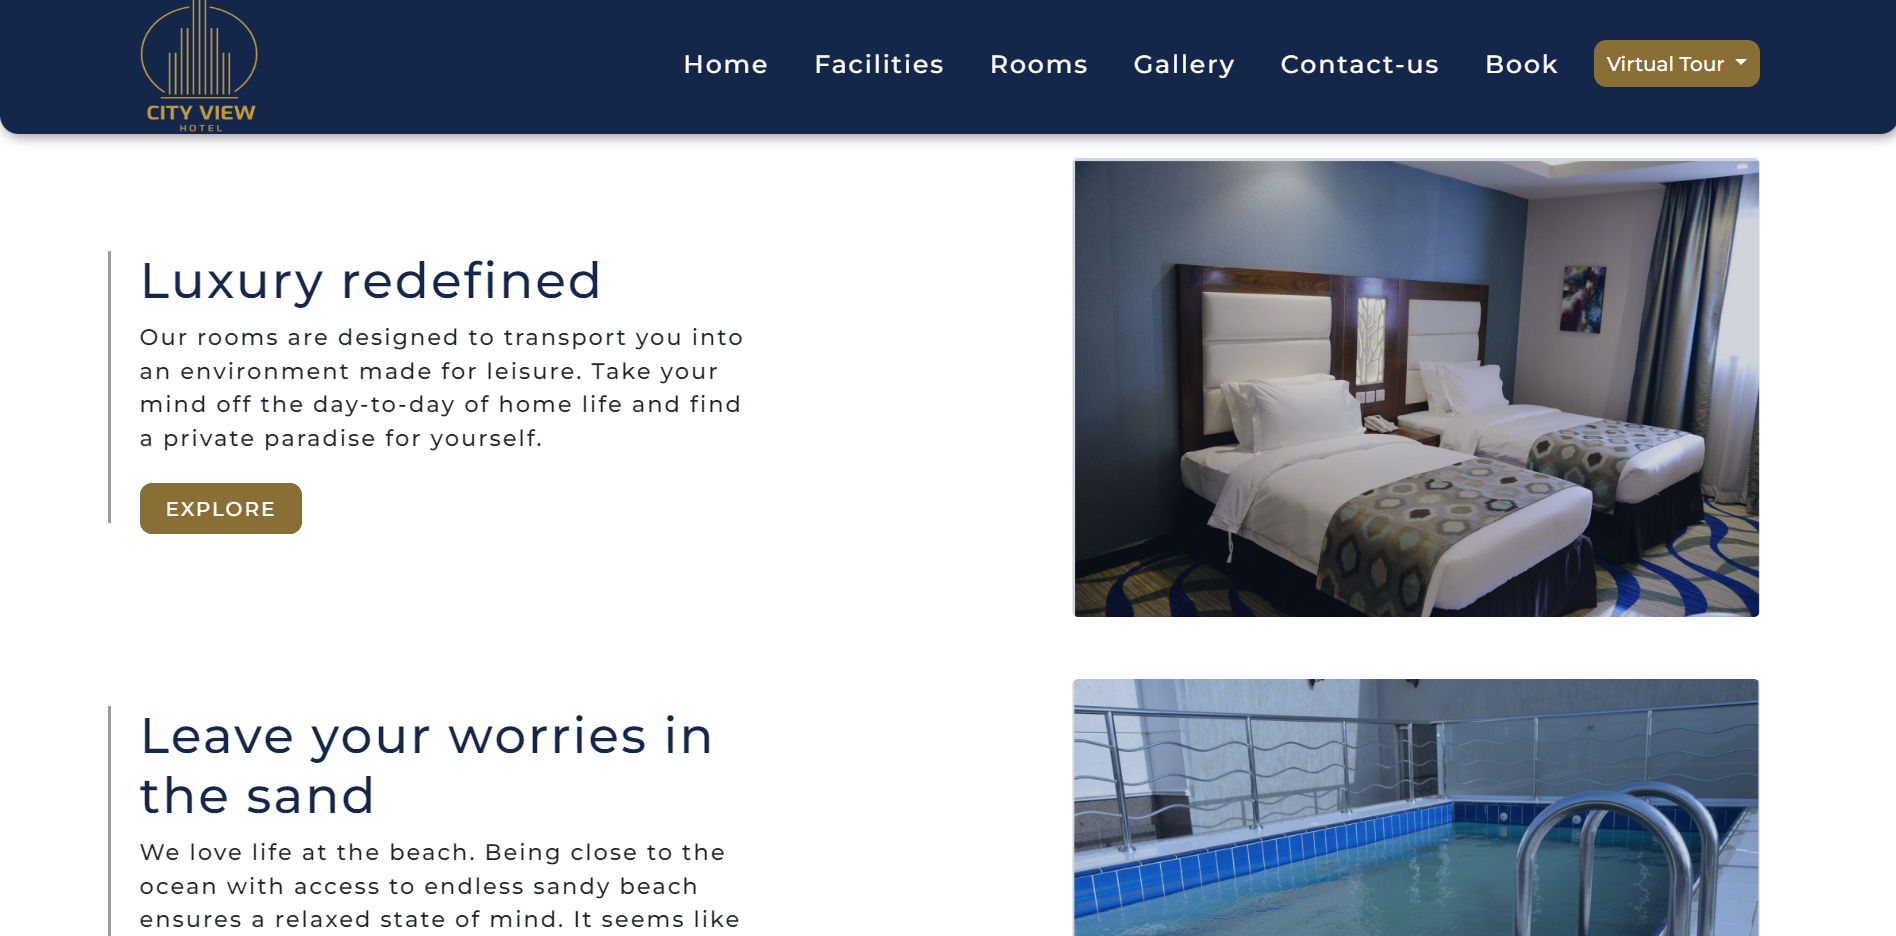 CITY VIEW
HOTEL
Home Facilities Rooms Gallery Contact-us Book Virtual Tour
Luxury redefined
Our rooms are designed to transport you into
an environment made for leisure. Take your
mind off the day-to-day of home life and find
a private paradise for yourself.
EXPLORE
Leave your worries in
the sand
We love life at the beach. Being close to the
ocean with access to endless sandy beach
ensures a relaxed state of mind. It seems like